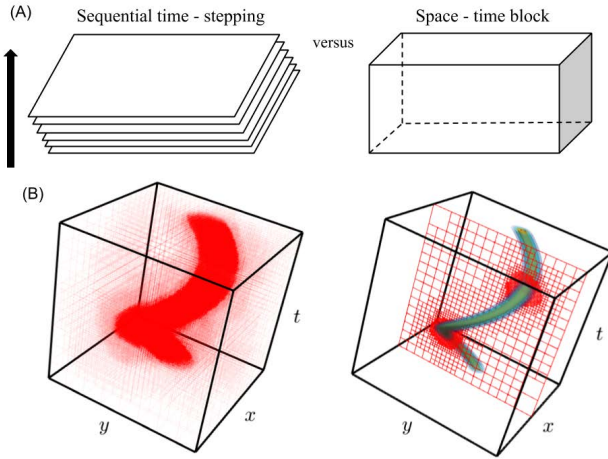 (A)
Sequential time - stepping
versus
Space - time block
(B)
t
x
y
t
x
y